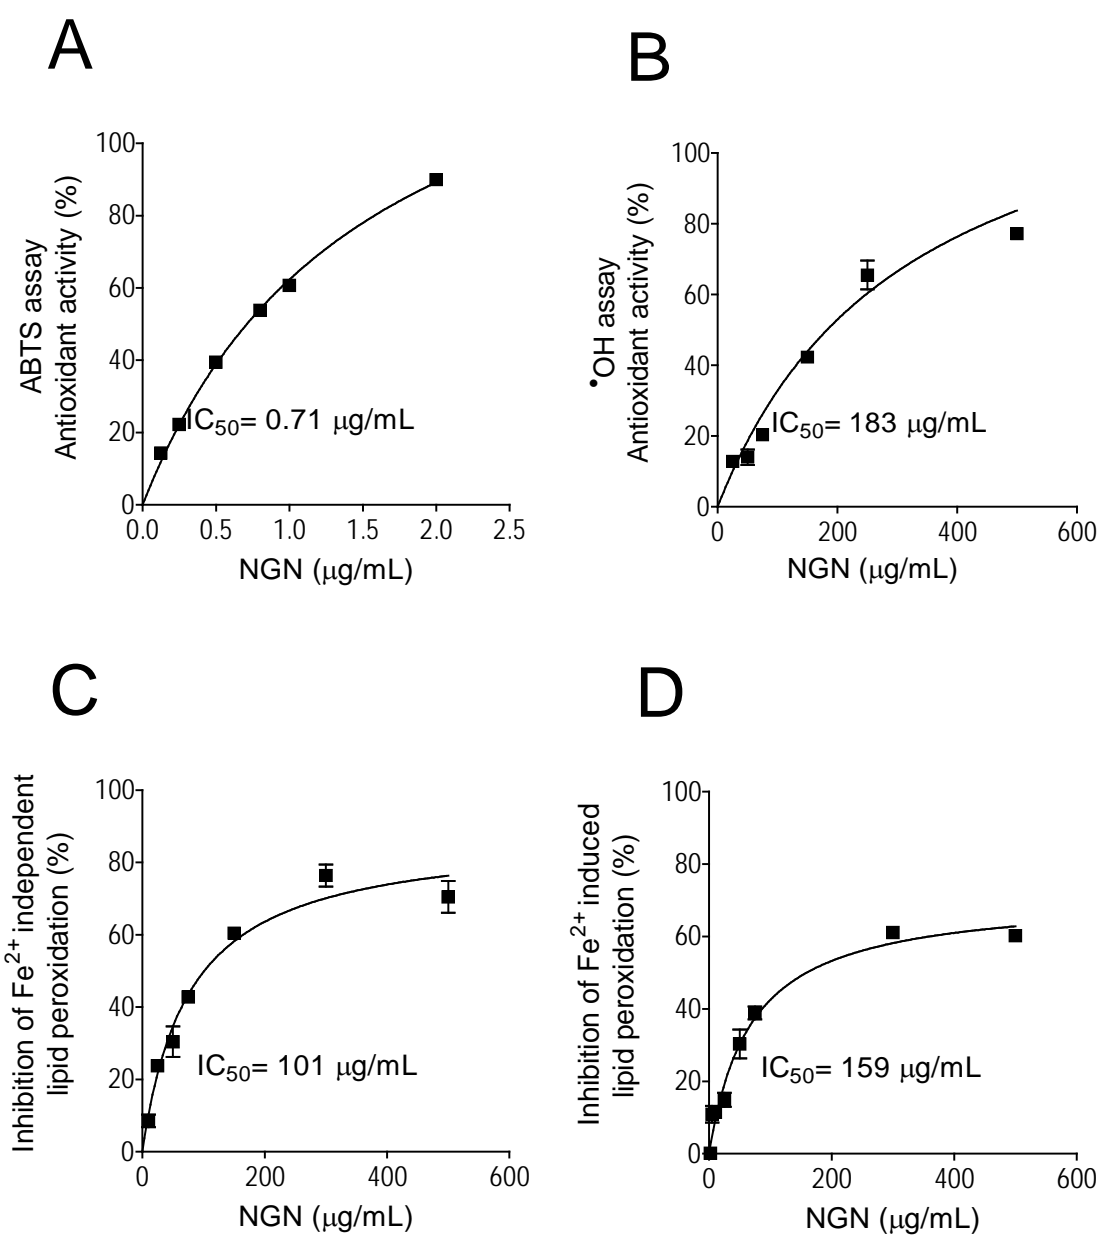 A
B
ABTS assay
Antioxidant activity (%)
100
80
60
40
20
0
IC50= 0.71 μg/mL
0.0 0.5 1.0 1.5 2.0 2.5
NGN (μg/mL)
•OH assay
Antioxidant activity (%)
100
80
60
40
20
0
IC50= 183 μg/mL
0 200 400 600
NGN (μg/mL)
C
D
Inhibition of Fe2+ independent
lipid peroxidation (%)
100
80
60
40
20
0
IC50= 101 μg/mL
0 200 400 600
NGN (μg/mL)
Inhibition of Fe2+ induced
lipid peroxidation (%)
100
80
60
40
20
0
IC50= 159 μg/mL
0 200 400 600
NGN (μg/mL)